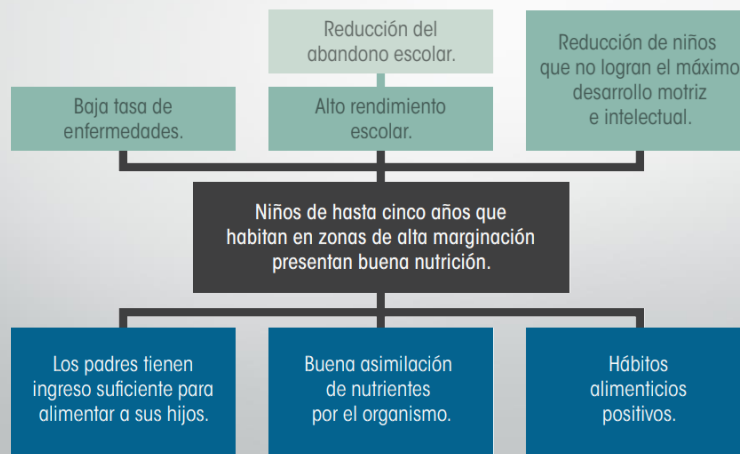 Reducción del
abandono escolar.
Reducción de niños
que no logran el máximo
desarrollo motriz
e intelectual.
Baja tasa de
enfermedades.
Alto rendimiento
escolar.
Niños de hasta cinco años que
habitan en zonas de alta marginación
presentan buena nutrición.
Los padres tienen
ingreso suficiente para
alimentar a sus hijos.
Buena asimilación
de nutrientes
por el organismo.
Hábitos
alimenticios
positivos.